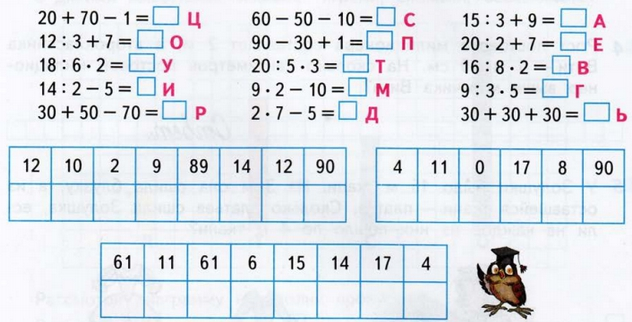 20 + 70 − 1 = Ц 60 − 50 − 10 = С 15 : 3 + 9 = А
12 : 3 + 7 = О 90 − 30 + 1 = П 20 : 2 + 7 = Е
18 : 6 · 2 = У 20 : 5 · 3 = Т 16 : 8 · 2 = В
14 : 2 − 5 = И 9 · 2 − 10 = М 9 : 3 · 5 = Г
30 + 50 − 70 = Р 2 · 7 − 5 = Д 30 + 30 + 30 = Ь
12 10 2 9 89 14 12 90 4 11 0 17 8 90
61 11 61 6 15 14 17 4